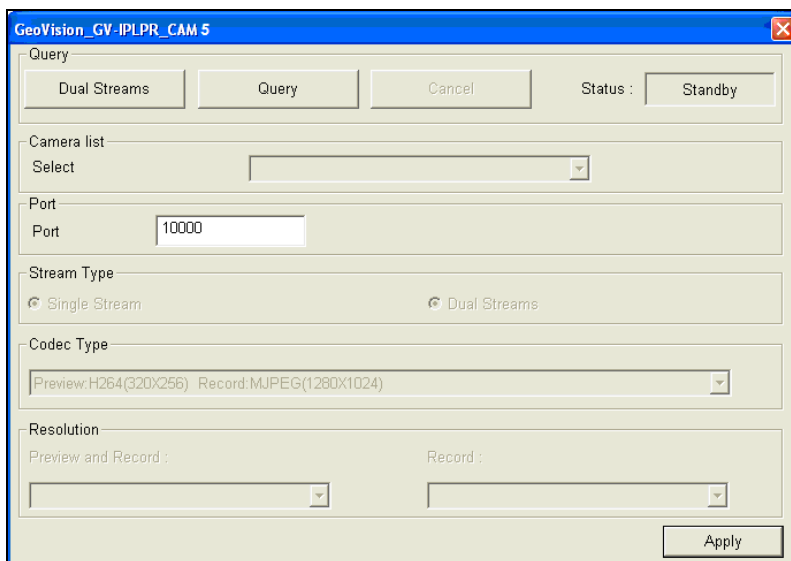 GeoVision_GV-IPLPR_CAM 5
Query
Dual Streams Query Cancel Status : Standby
Camera list
Select
Port
Port 10000
Stream Type
Single Stream Dual Streams
Codec Type
Preview:H264(320X256) Record:MJPEG(1280X1024)
Resolution
Preview and Record : Record :
Apply